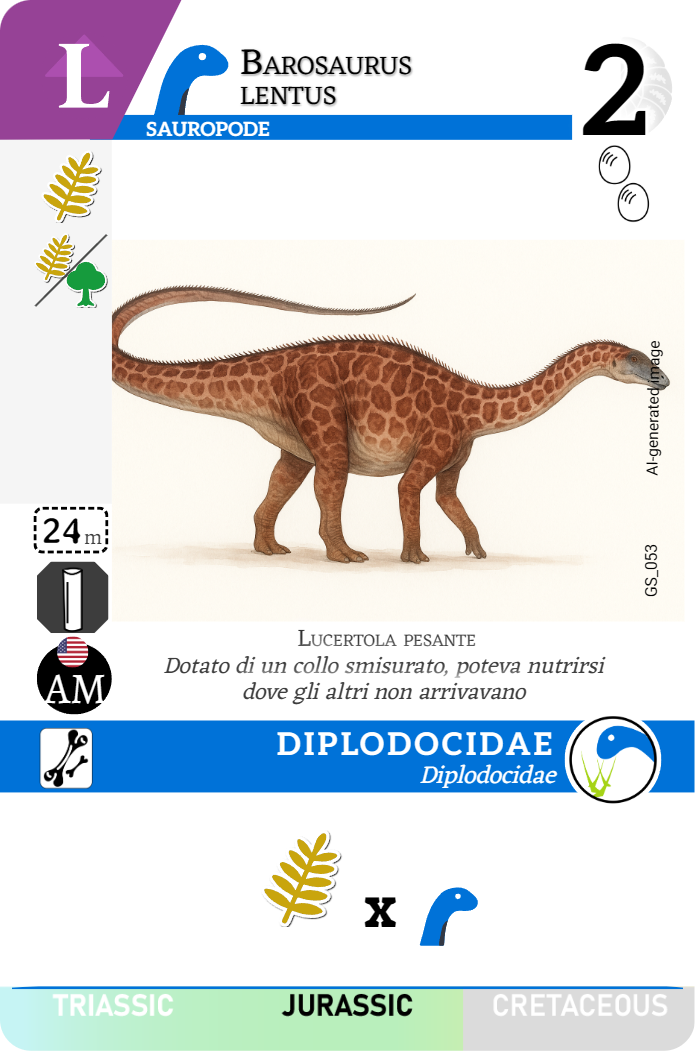 L
BAROSAURUS
LENTUS
2
SAUROPODE
AI-generated image
24 m
GS_053
AM
LUCERTOLA PESANTE
Dotato di un collo smisurato, poteva nutrirsi
dove gli altri non arrivavano
DIPLODOCIDAE
Diplodocidae
x
TRIASSIC JURASSIC CRETACEOUS